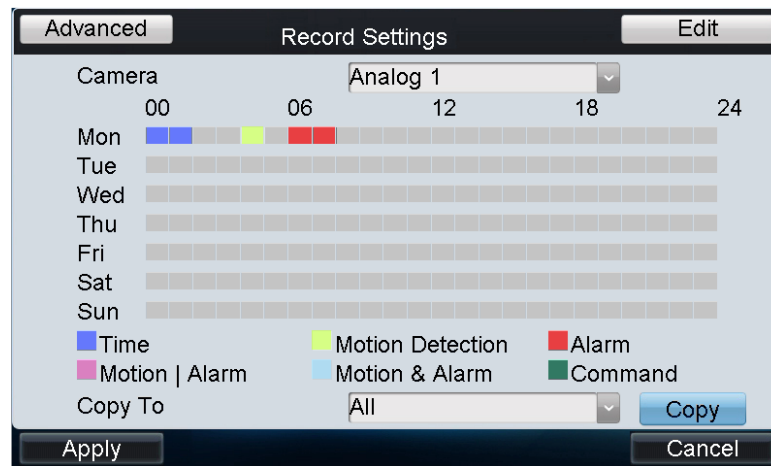 Advanced Record Settings Edit
Camera Analog 1
00 06 12 18 24
Mon
Tue
Wed
Thu
Fri
Sat
Sun
Time Motion Detection Alarm
Motion | Alarm Motion & Alarm Command
Copy To All Copy
Apply Cancel